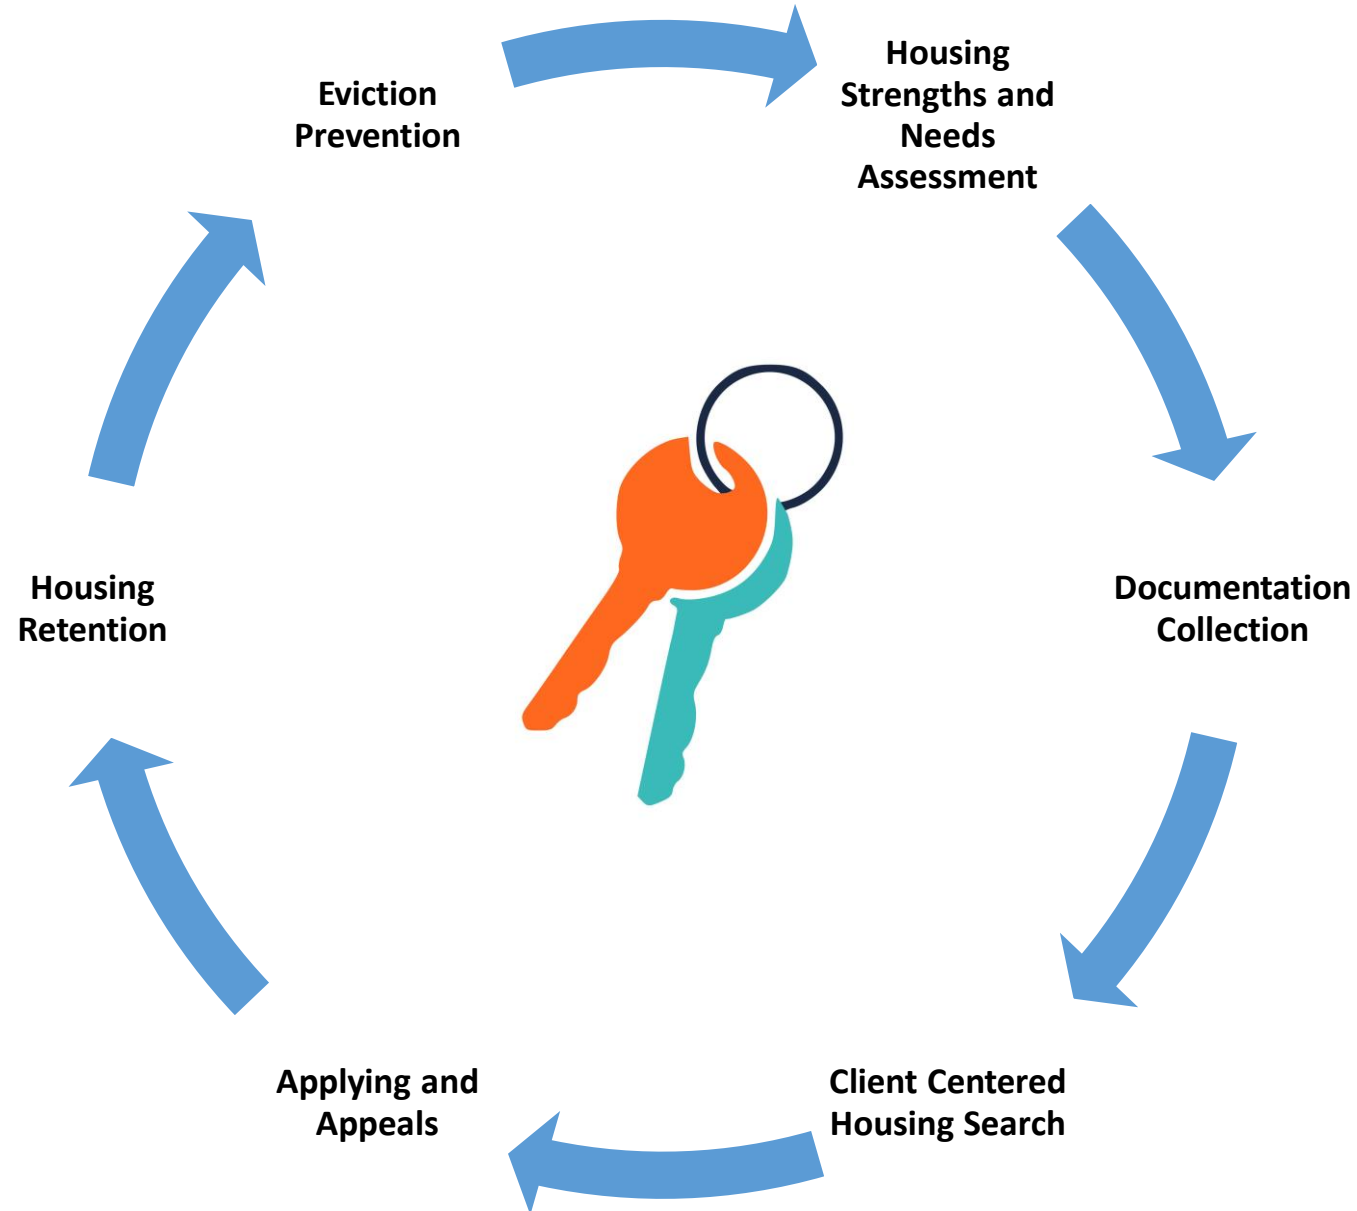 Housing
Strengths and
Needs
Assessment
Documentation
Collection
Client Centered
Housing Search
Applying and
Appeals
Housing
Retention
Eviction
Prevention